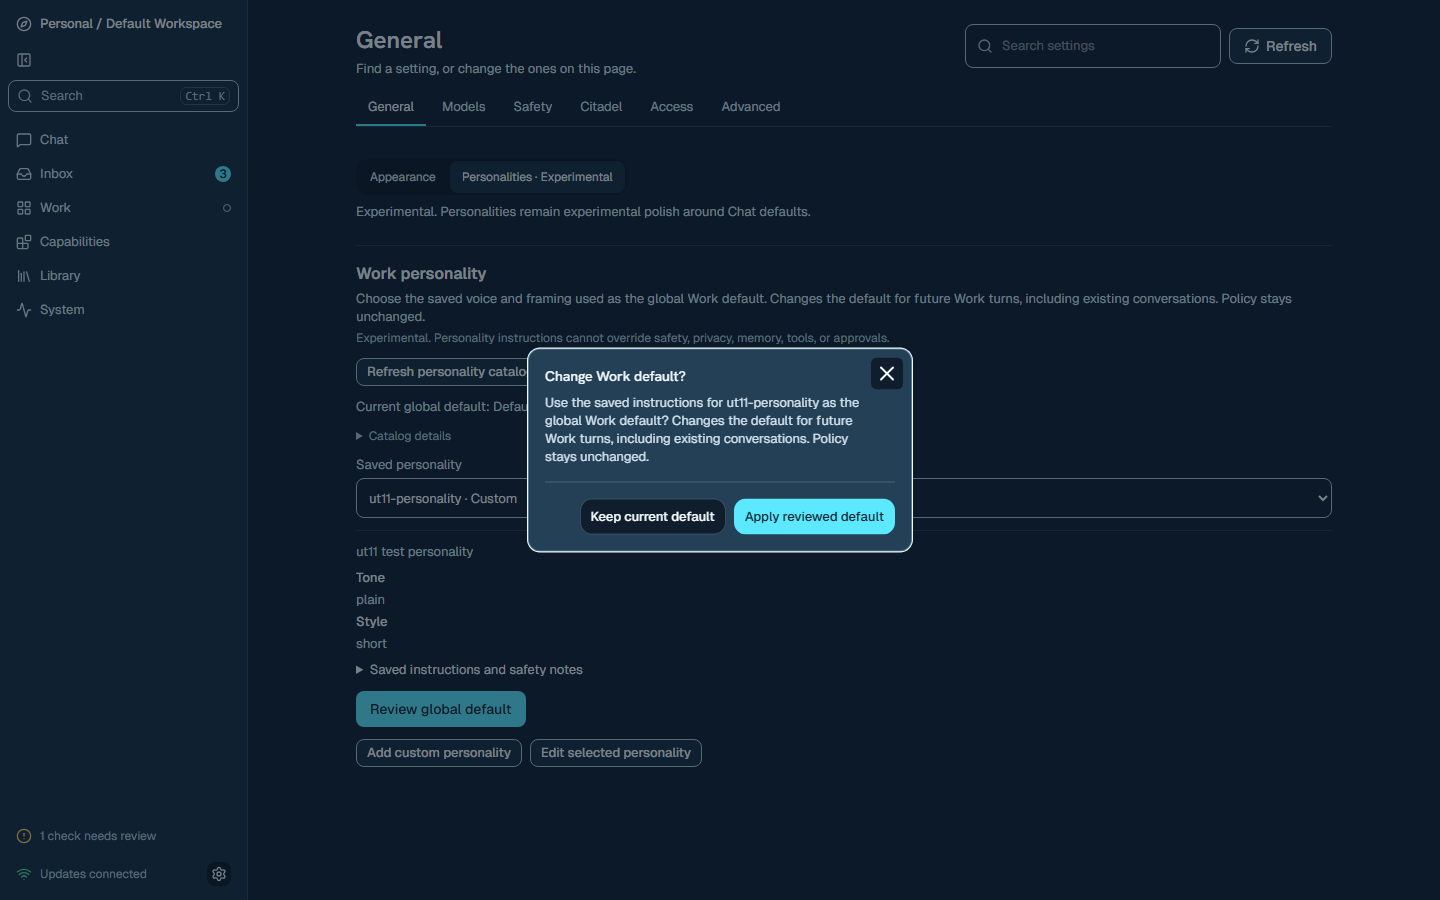 Personal / Default Workspace
Search
Ctrl K
Chat
Inbox
3
Work
Capabilities
Library
System
1 check needs review
Updates connected
General
Find a setting, or change the ones on this page.
Search settings
Refresh
General
Models
Safety
Citadel
Access
Advanced
Appearance
Personalities · Experimental
Experimental. Personalities remain experimental polish around Chat defaults.
Work personality
Choose the saved voice and framing used as the global Work default. Changes the default for future Work turns, including existing conversations. Policy stays
unchanged.
Experimental. Personality instructions cannot override safety, privacy, memory, tools, or approvals.
Refresh personality
Current global default:
Catalog details
Saved personality
ut11-personality · Custom
ut11 test personality
Tone
plain
Style
short
Saved instructions and safety notes
Review global default
Add custom personality
Edit selected personality
Change Work default?
Use the saved instructions for ut11-personality as the
global Work default? Changes the default for future
Work turns, including existing conversations. Policy
stays unchanged.
Keep current default
Apply reviewed default